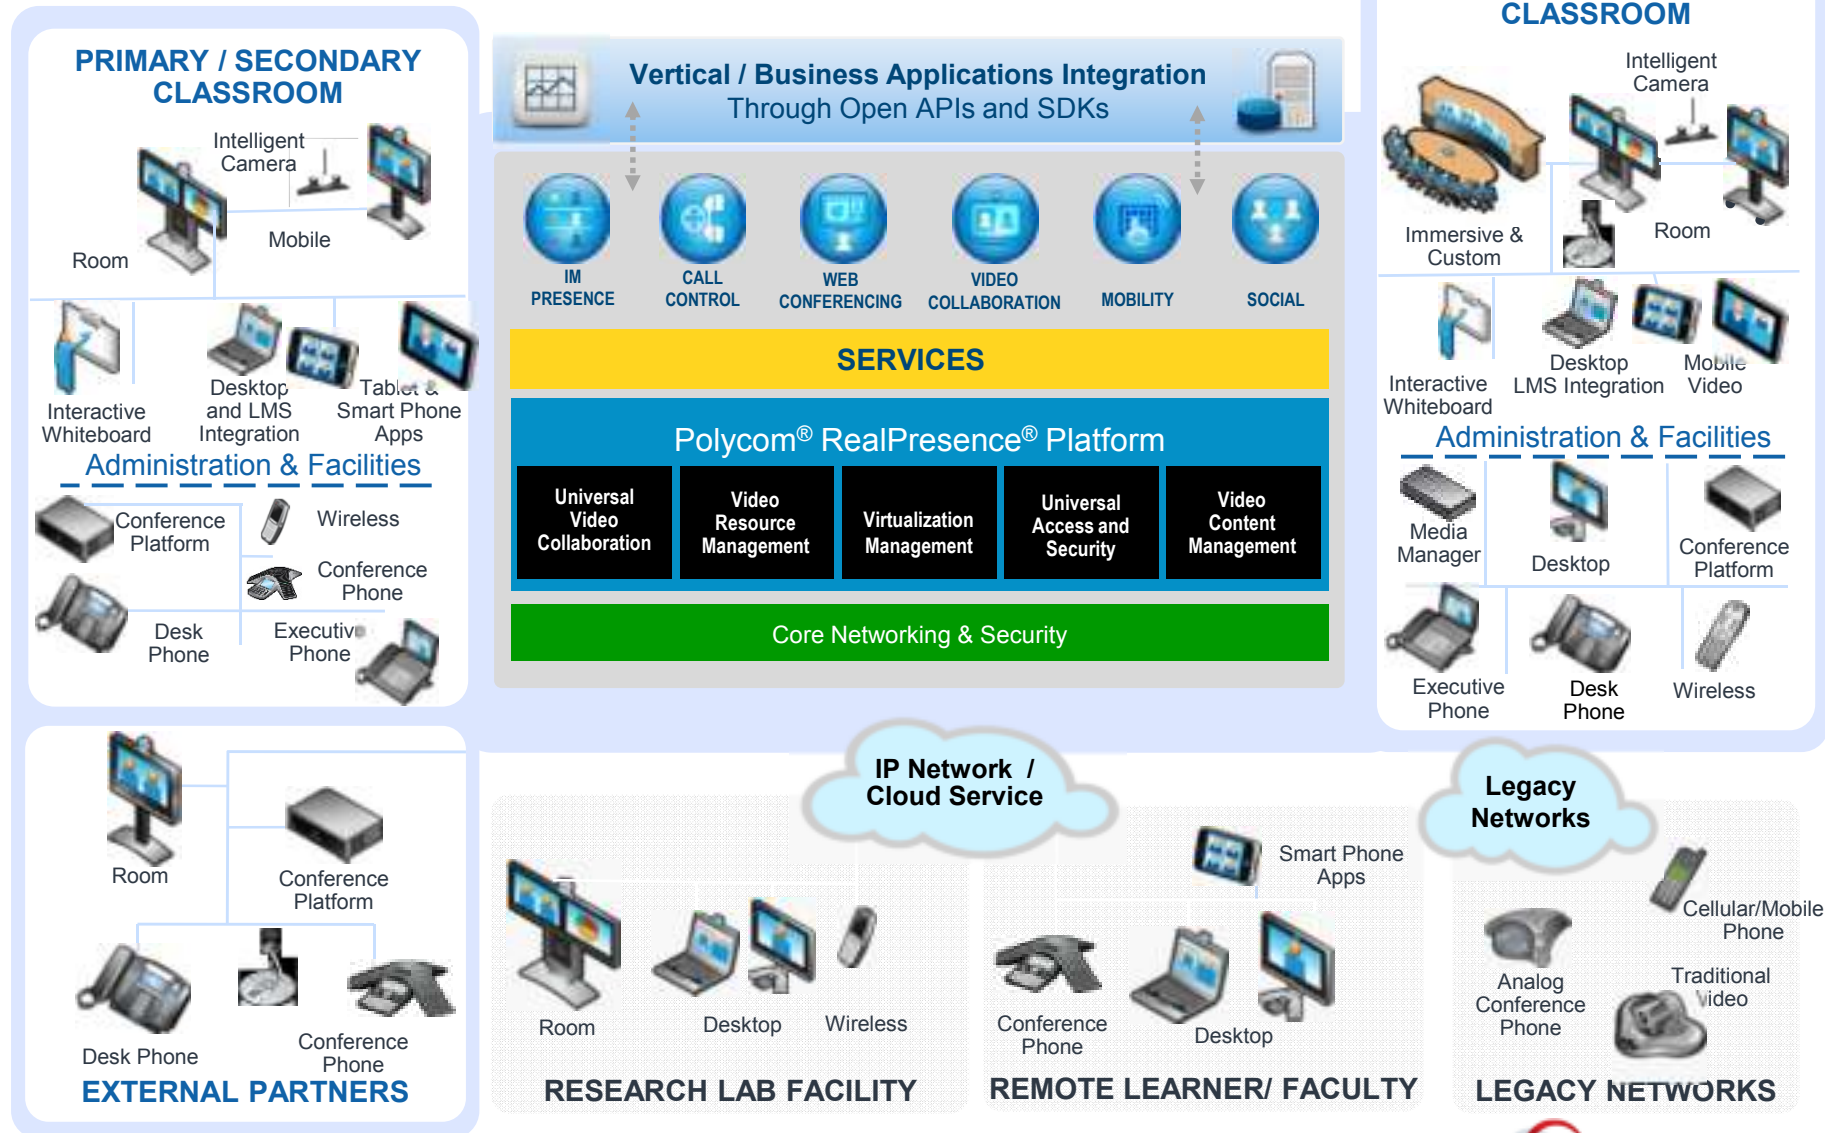 PRIMARY / SECONDARY
CLASSROOM
Intelligent
Camera
Mobile
Room
Interactive
Whiteboard
Desktop
and LMS
Integration
Tablet &
Smart Phone
Apps
Administration & Facilities
Conference
Platform
Wireless
Conference
Phone
Desk
Phone
Executive
Phone
Vertical / Business Applications Integration
Through Open APIs and SDKs
IM
PRESENCE
CALL
CONTROL
WEB
CONFERENCING
VIDEO
COLLABORATION
MOBILITY
SOCIAL
SERVICES
Polycom® RealPresence® Platform
Universal
Video
Collaboration
Video
Resource
Management
Virtualization
Management
Universal
Access and
Security
Video
Content
Management
Core Networking & Security
CLASSROOM
Intelligent
Camera
Immersive &
Custom
Room
Interactive
Whiteboard
Desktop
LMS Integration
Mobile
Video
Administration & Facilities
Media
Manager
Desktop
Conference
Platform
Executive
Phone
Desk
Phone
Wireless
Room
Conference
Platform
Desk Phone
Conference
Phone
EXTERNAL PARTNERS
IP Network /
Cloud Service
Room
Desktop
Wireless
RESEARCH LAB FACILITY
Smart Phone
Apps
Conference
Phone
Desktop
REMOTE LEARNER/ FACULTY
Legacy
Networks
Cellular/Mobile
Phone
Analog
Conference
Phone
Traditional
Video
LEGACY NETWORKS